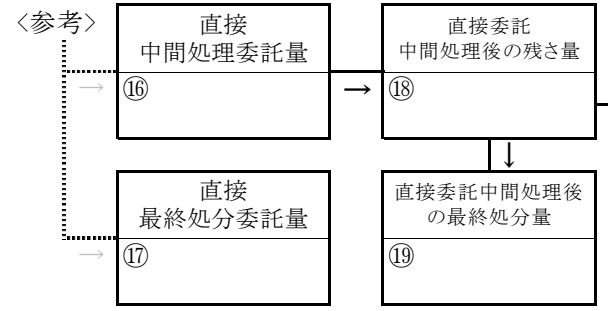 〈参考〉
直接
中間処理委託量
→ ⑯
直接委託
中間処理後の残さ量
→ ⑱
↓
直接
最終処分委託量
→ ⑰
直接委託中間処理後
の最終処分量
⑲